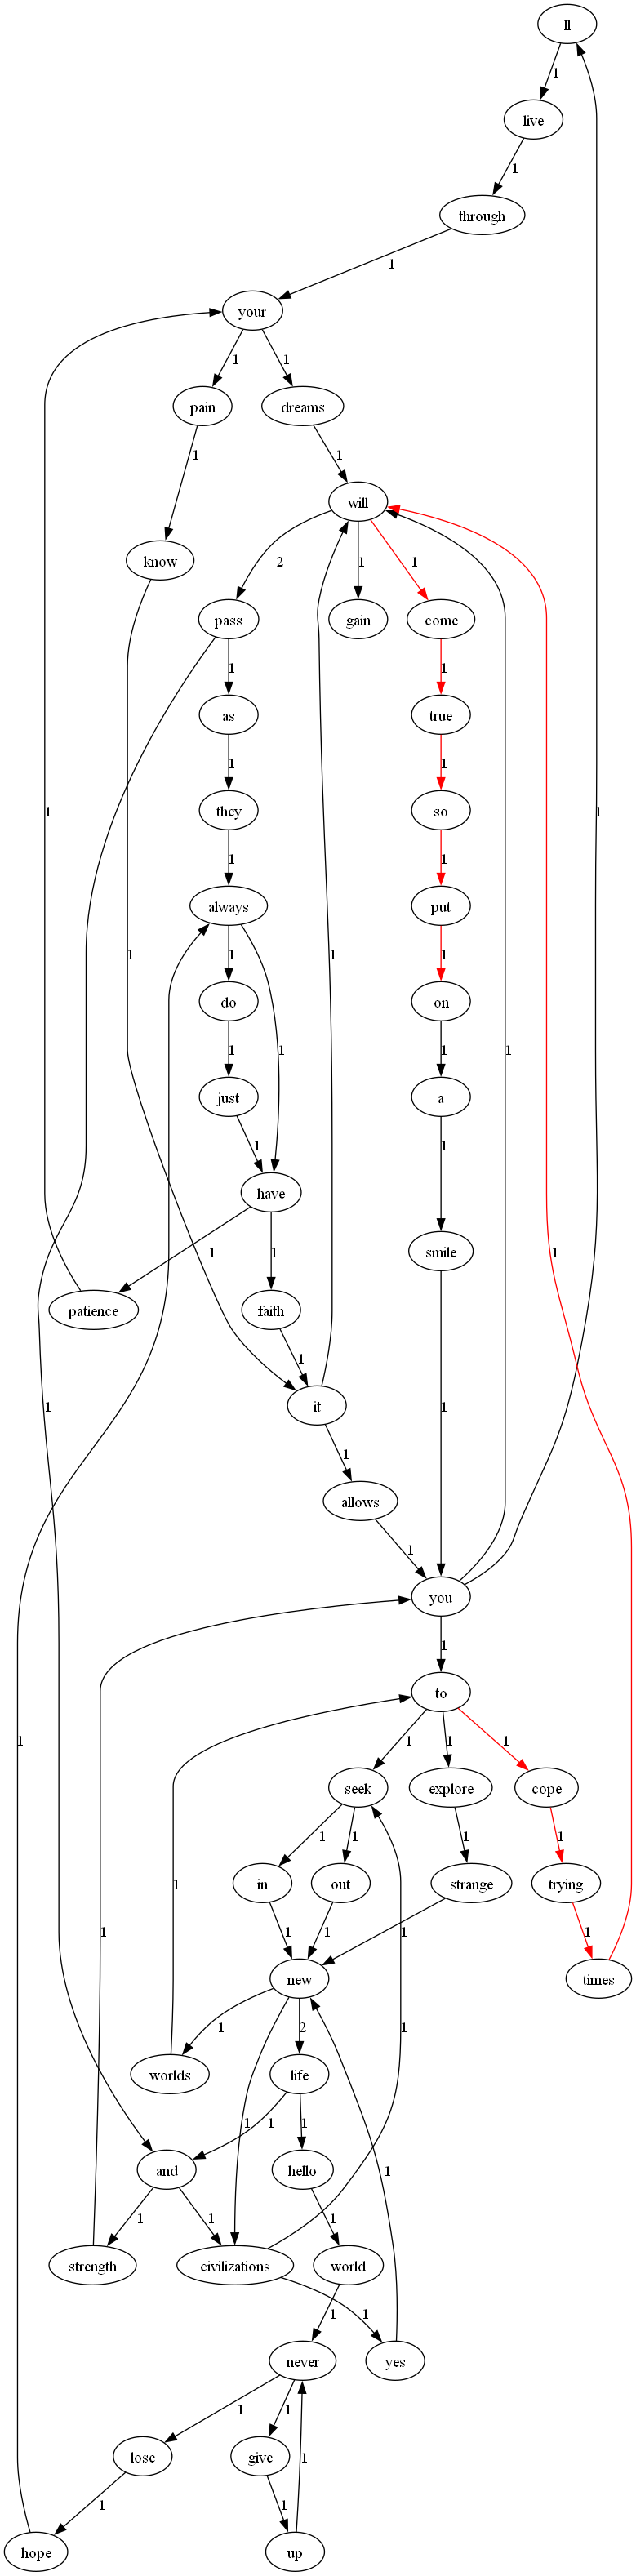 ll
1
live
1
through
1
your
1 1
pain dreams
1 1
will
know 2 1 1
pass gain come
1 1
as true
1 1
they so
1 1 1
always put
1 1 1 1
do on
1 1 1
just a
1 1
have smile
1 1
patience faith
1 1
it
1
allows
1
you
1
to
1 1 1
seek explore cope
1 1 1 1
in out strange trying
1 1 1 1
new times
1 2
worlds life
1 1 1
and hello
1 1 1
strength civilizations world
1 1
never yes
1 1
lose give
1 1 1
hope up
1
1
1
1
1
1
1
1